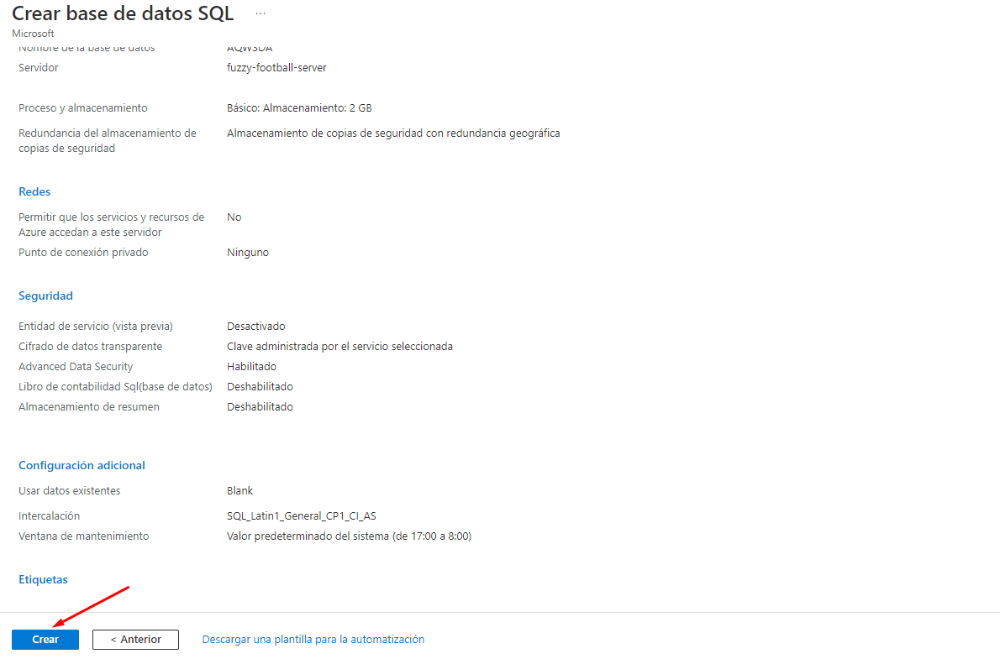 Crear base de datos SQL ...
Microsoft
Nombre de la base de datos AQWSDA
Servidor fuzzy-football-server
Proceso y almacenamiento Básico: Almacenamiento: 2 GB
Redundancia del almacenamiento de Almacenamiento de copias de seguridad con redundancia geográfica
copias de seguridad
Redes
Permitir que los servicios y recursos de No
Azure accedan a este servidor
Punto de conexión privado Ninguno
Seguridad
Entidad de servicio (vista previa) Desactivado
Cifrado de datos transparente Clave administrada por el servicio seleccionada
Advanced Data Security Habilitado
Libro de contabilidad Sql(base de datos) Deshabilitado
Almacenamiento de resumen Deshabilitado
Configuración adicional
Usar datos existentes Blank
Intercalación SQL_Latin1_General_CP1_CI_AS
Ventana de mantenimiento Valor predeterminado del sistema (de 17:00 a 8:00)
Etiquetas
Crear < Anterior Descargar una plantilla para la automatización